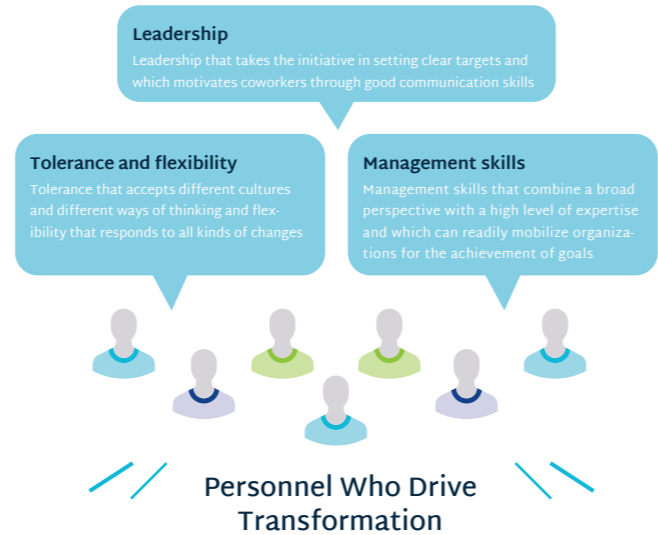 Leadership
Leadership that takes the initiative in setting clear targets and
which motivates coworkers through good communication skills
Tolerance and flexibility
Tolerance that accepts different cultures
and different ways of thinking and flex-
ibility that responds to all kinds of changes
Management skills
Management skills that combine a broad
perspective with a high level of expertise
and which can readily mobilize organiza-
tions for the achievement of goals
Personnel Who Drive
Transformation